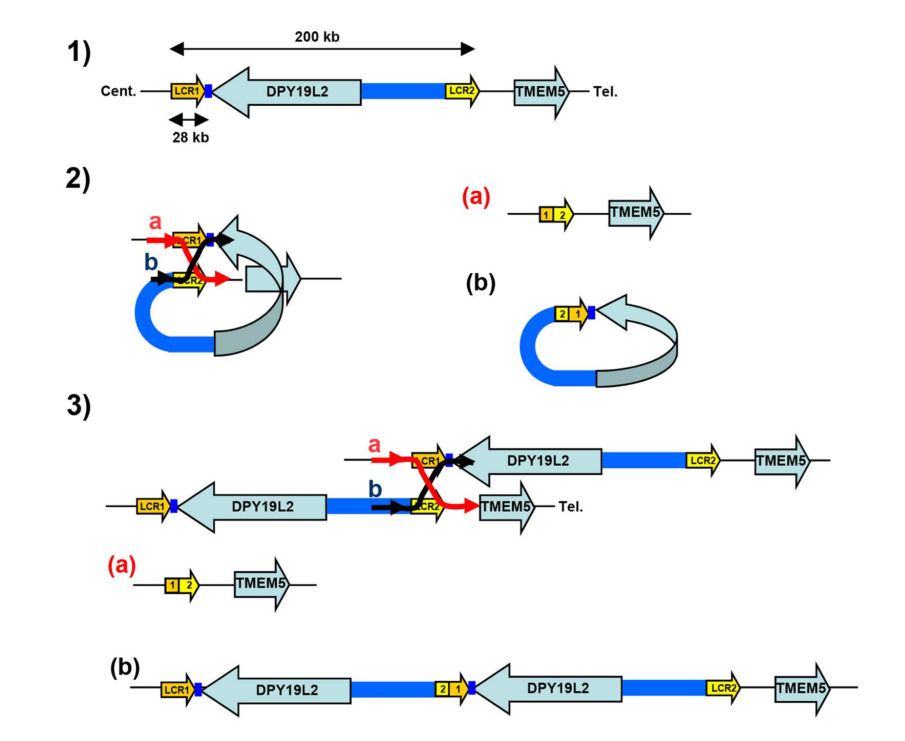 1)
200 kb
Cent.
LCR1
DPY19L2
LCR2
TMEM5
Tel.
28 kb
2)
a
LCR1
b
LCR2
(a)
1 2
TMEM5
(b)
2 1
3)
a
LCR1
DPY19L2
LCR2
TMEM5
b
LCR1
DPY19L2
LCR2
TMEM5
Tel.
(a)
1 2
TMEM5
(b)
LCR1
DPY19L2
2 1
DPY19L2
LCR2
TMEM5